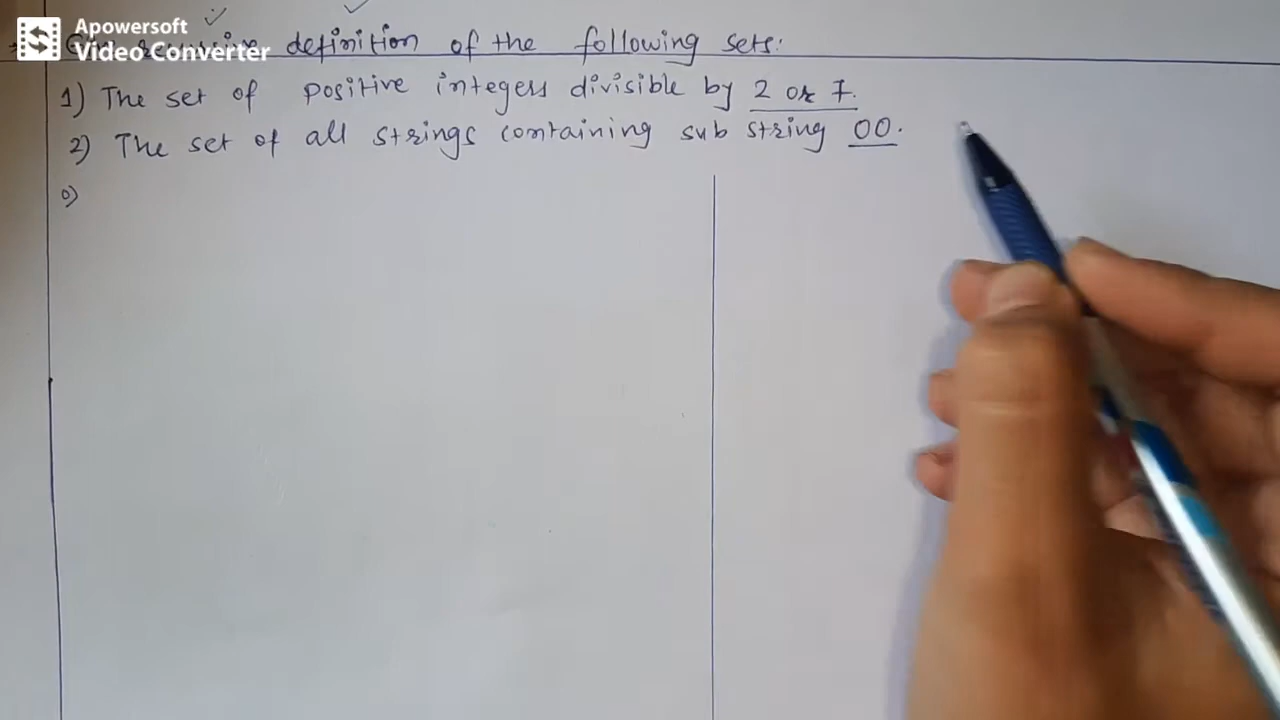 Apowersoft
Video Converter
definition of the following sets:
1) The set of positive integers divisible by 2 or 7.
2) The set of all strings containing sub string 00.
0)